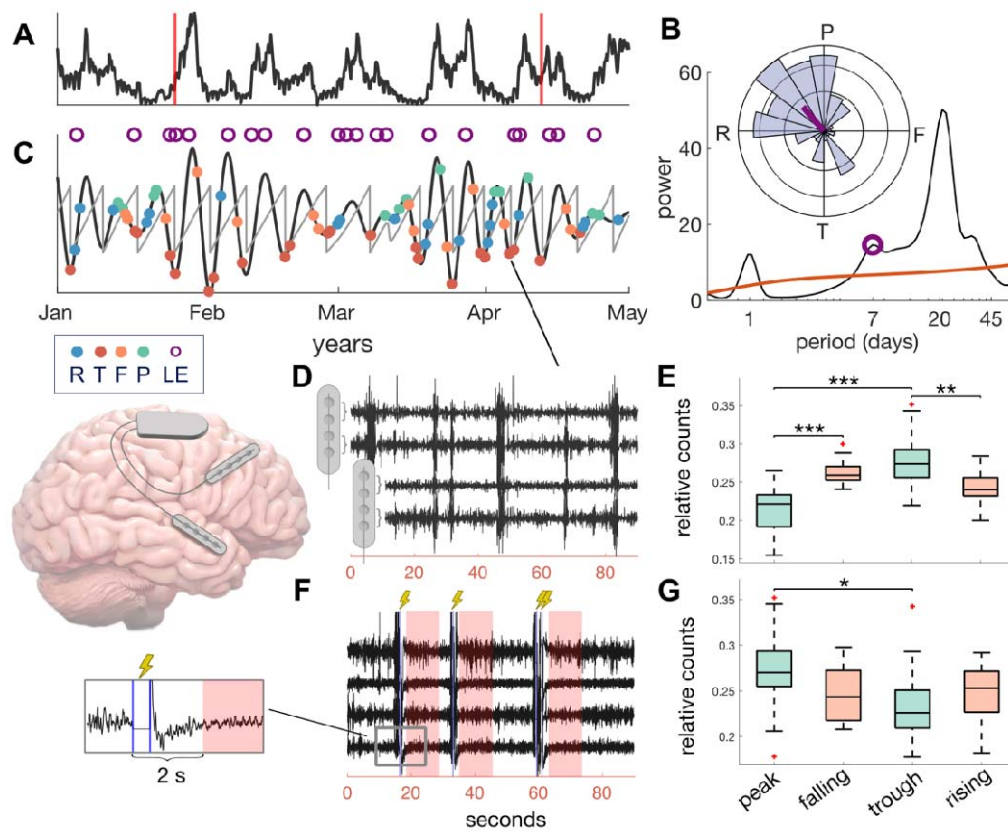 A
C
Jan Feb Mar Apr May
years
R T F P LE
B
P
R F
T
power
60
40
20
0
1 7 20 45
period (days)
D
0 20 40 60 80
E
*** **
***
relative counts
0.35
0.3
0.25
0.2
0.15
F
0 20 40 60 80
seconds
2 s
G
*
relative counts
0.35
0.3
0.25
0.2
peak falling trough rising